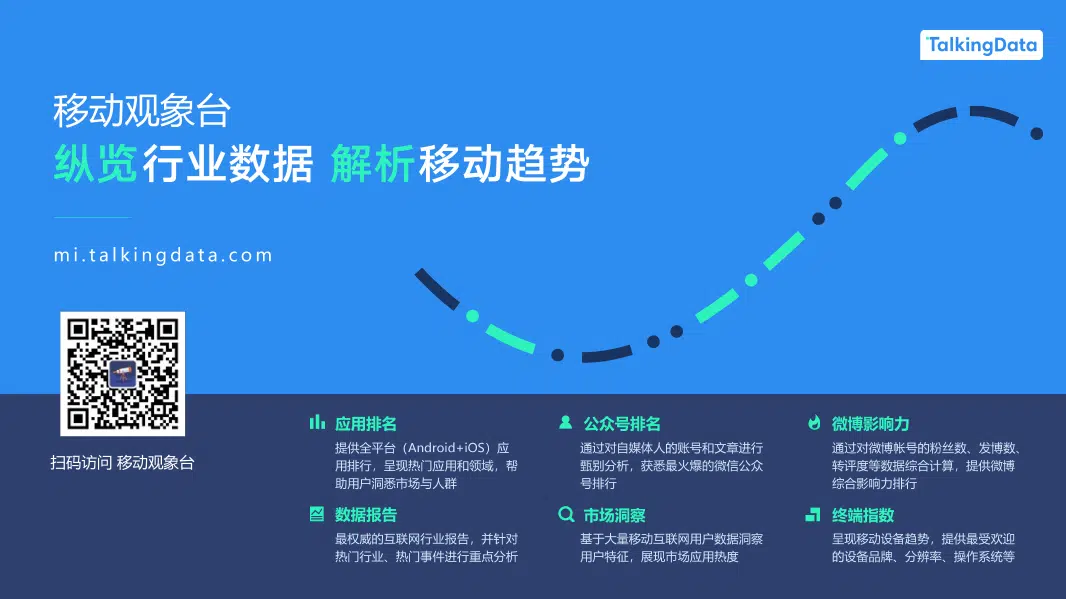 TalkingData
移动观象台
纵览行业数据 解析移动趋势
mi.talkingdata.com
扫码访问 移动观象台
应用排名
提供全平台（Android+iOS）应
用排行，呈现热门应用和领域，帮
助用户洞悉市场与人群
公众号排名
通过对自媒体人的账号和文章进行
甄别分析，获悉最火爆的微信公众
号排行
微博影响力
通过对微博帐号的粉丝数、发博数、
转评度等数据综合计算，提供微博
综合影响力排行
数据报告
最权威的互联网行业报告，并针对
热门行业、热门事件进行重点分析
市场洞察
基于大量移动互联网用户数据洞察
用户特征，展现市场应用热度
终端指数
呈现移动设备趋势，提供最受欢迎
的设备品牌、分辨率、操作系统等